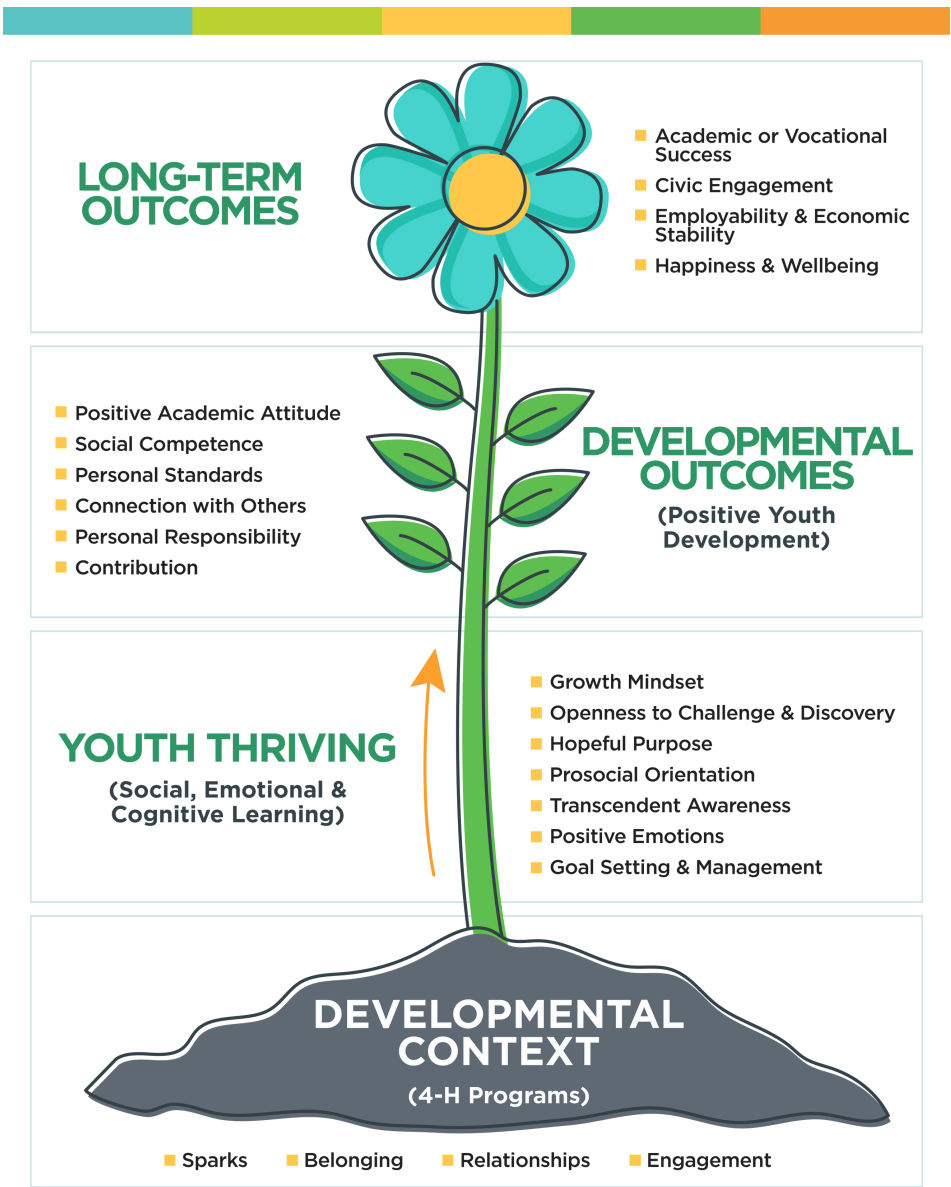 LONG-TERM
OUTCOMES
Academic or Vocational
Success
Civic Engagement
Employability & Economic
Stability
Happiness & Wellbeing
Positive Academic Attitude
Social Competence
Personal Standards
Connection with Others
Personal Responsibility
Contribution
DEVELOPMENTAL
OUTCOMES
(Positive Youth
Development)
YOUTH THRIVING
(Social, Emotional &
Cognitive Learning)
Growth Mindset
Openness to Challenge & Discovery
Hopeful Purpose
Prosocial Orientation
Transcendent Awareness
Positive Emotions
Goal Setting & Management
DEVELOPMENTAL
CONTEXT
(4-H Programs)
Sparks
Belonging
Relationships
Engagement